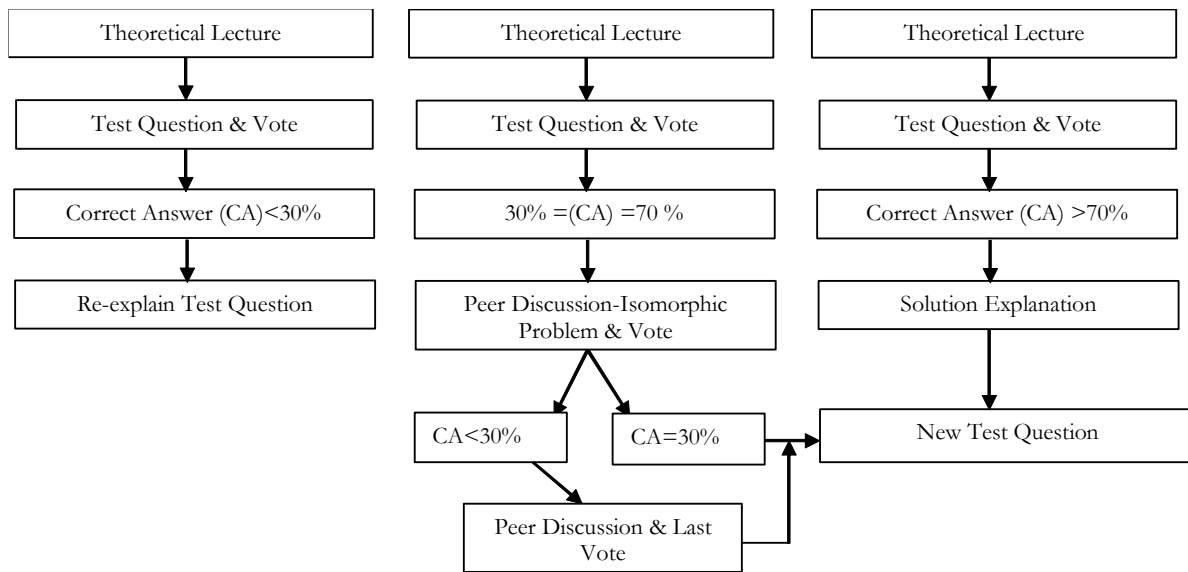 Theoretical Lecture
Test Question & Vote
Correct Answer (CA)<30%
Re-explain Test Question
Theoretical Lecture
Test Question & Vote
30% =(CA) =70 %
Peer Discussion-Isomorphic
Problem & Vote
CA<30%
CA=30%
Peer Discussion & Last
Vote
Theoretical Lecture
Test Question & Vote
Correct Answer (CA) >70%
Solution Explanation
New Test Question